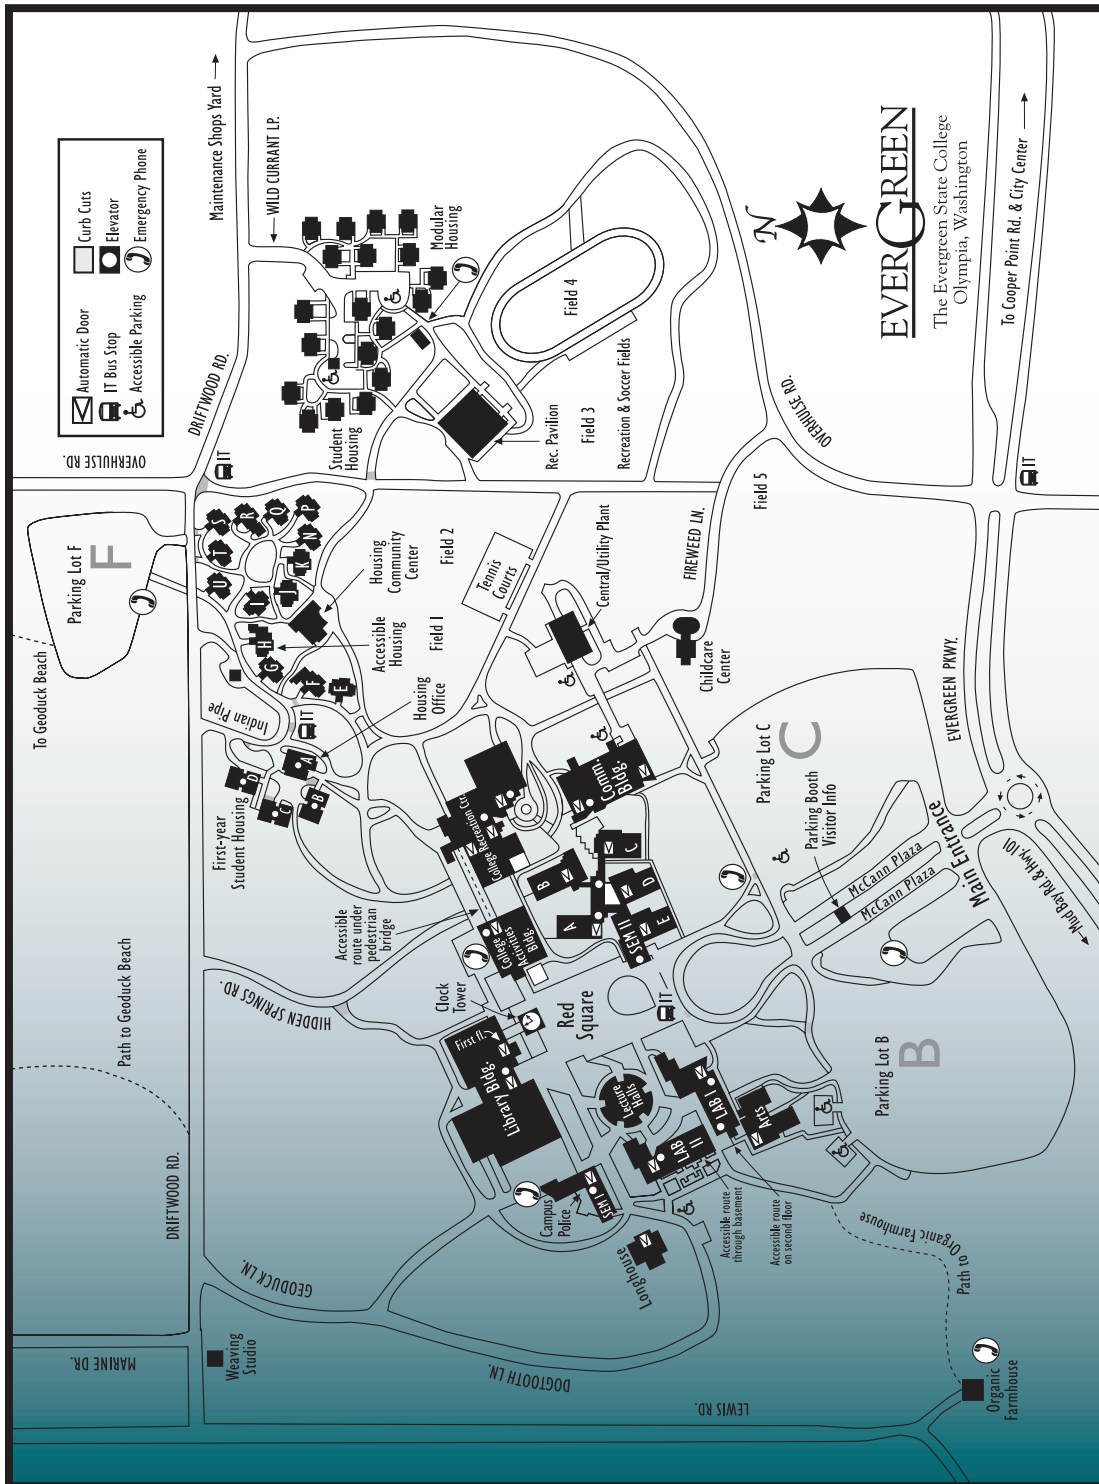 Automatic Door
IT Bus Stop
Accessible Parking
Curb Cuts
Elevator
Emergency Phone
Maintenance Shops Yard
WILD CURRANT LP.
DRIFTWOOD RD.
OVERHULSE RD.
IT
Modular
Housing
Student
Housing
Field 4
Rec. Pavilion
Field 3
Recreation & Soccer Fields
OVERHULSE RD.
N
EVERGREEN
The Evergreen State College
Olympia, Washington
To Cooper Point Rd. & City Center
IT
Field 5
FIREWEED LN.
Parking Lot F
F
To Geoduck Beach
S
R
Q
P
T
N
U
K
I
J
H
G
F
E
Housing
Community
Center
Field 2
Accessible
Housing
Field 1
Housing
Office
Indian Pipe
IT
D
A
C
B
First-year
Student Housing
Tennis
Courts
Central/Utility Plant
Childcare
Center
Parking Lot C
C
EVERGREEN PKWY.
Parking Booth
Visitor Info
McCann Plaza
McCann Plaza
Main Entrance
Mud Bay Rd. & Hwy. 101
College Recreation Ctr.
Comm.
Bldg.
Accessible
route under
pedestrian
bridge
College
Activities
Bldg.
A
B
C
D
E
SEM II
Path to Geoduck Beach
HIDDEN SPRINGS RD.
Clock
Tower
Red
Square
IT
First fl.
Library Bldg.
Lecture
Halls
LAB I
LAB II
Arts
Parking Lot B
B
Campus
Police
SEM I
Longhouse
Accessible route
through basement
Accessible route
on second floor
Path to Organic Farmhouse
DRIFTWOOD RD.
GEODUCK LN.
DOGTOOTH LN.
MARINE DR.
Weaving
Studio
LEWIS RD.
Organic
Farmhouse